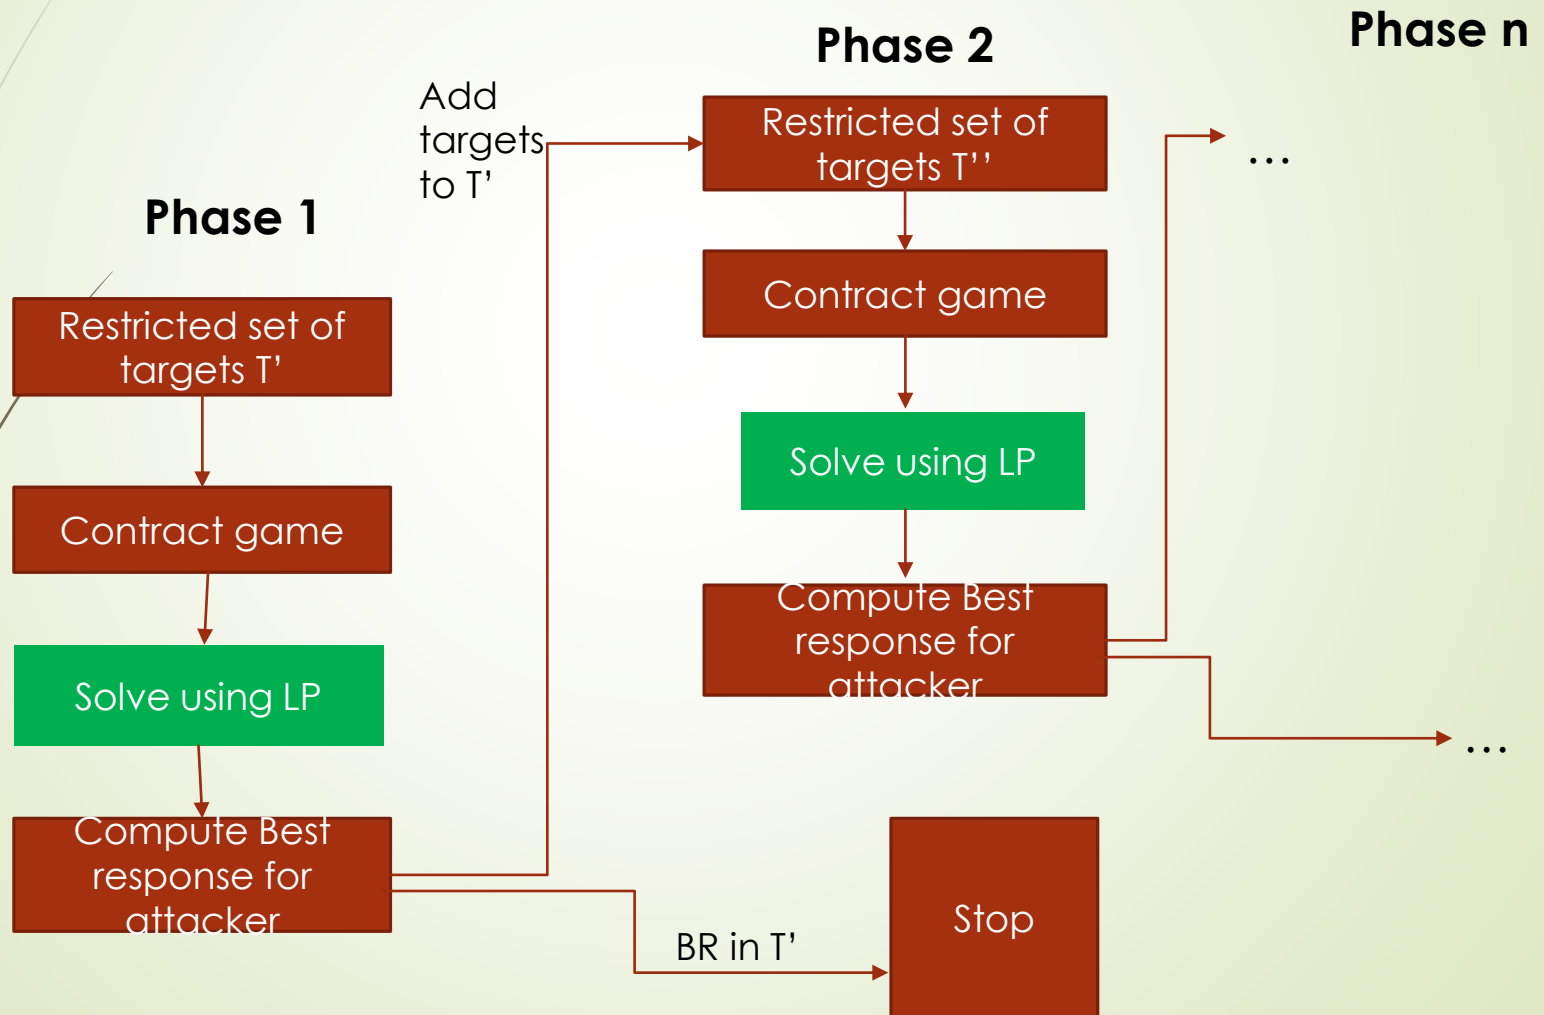 Phase 1
Restricted set of
targets T’
Contract game
Solve using LP
Compute Best
response for
attacker
Add
targets
to T’
BR in T’
Stop
Phase 2
Restricted set of
targets T’’
Contract game
Solve using LP
Compute Best
response for
attacker
Phase n
…
…